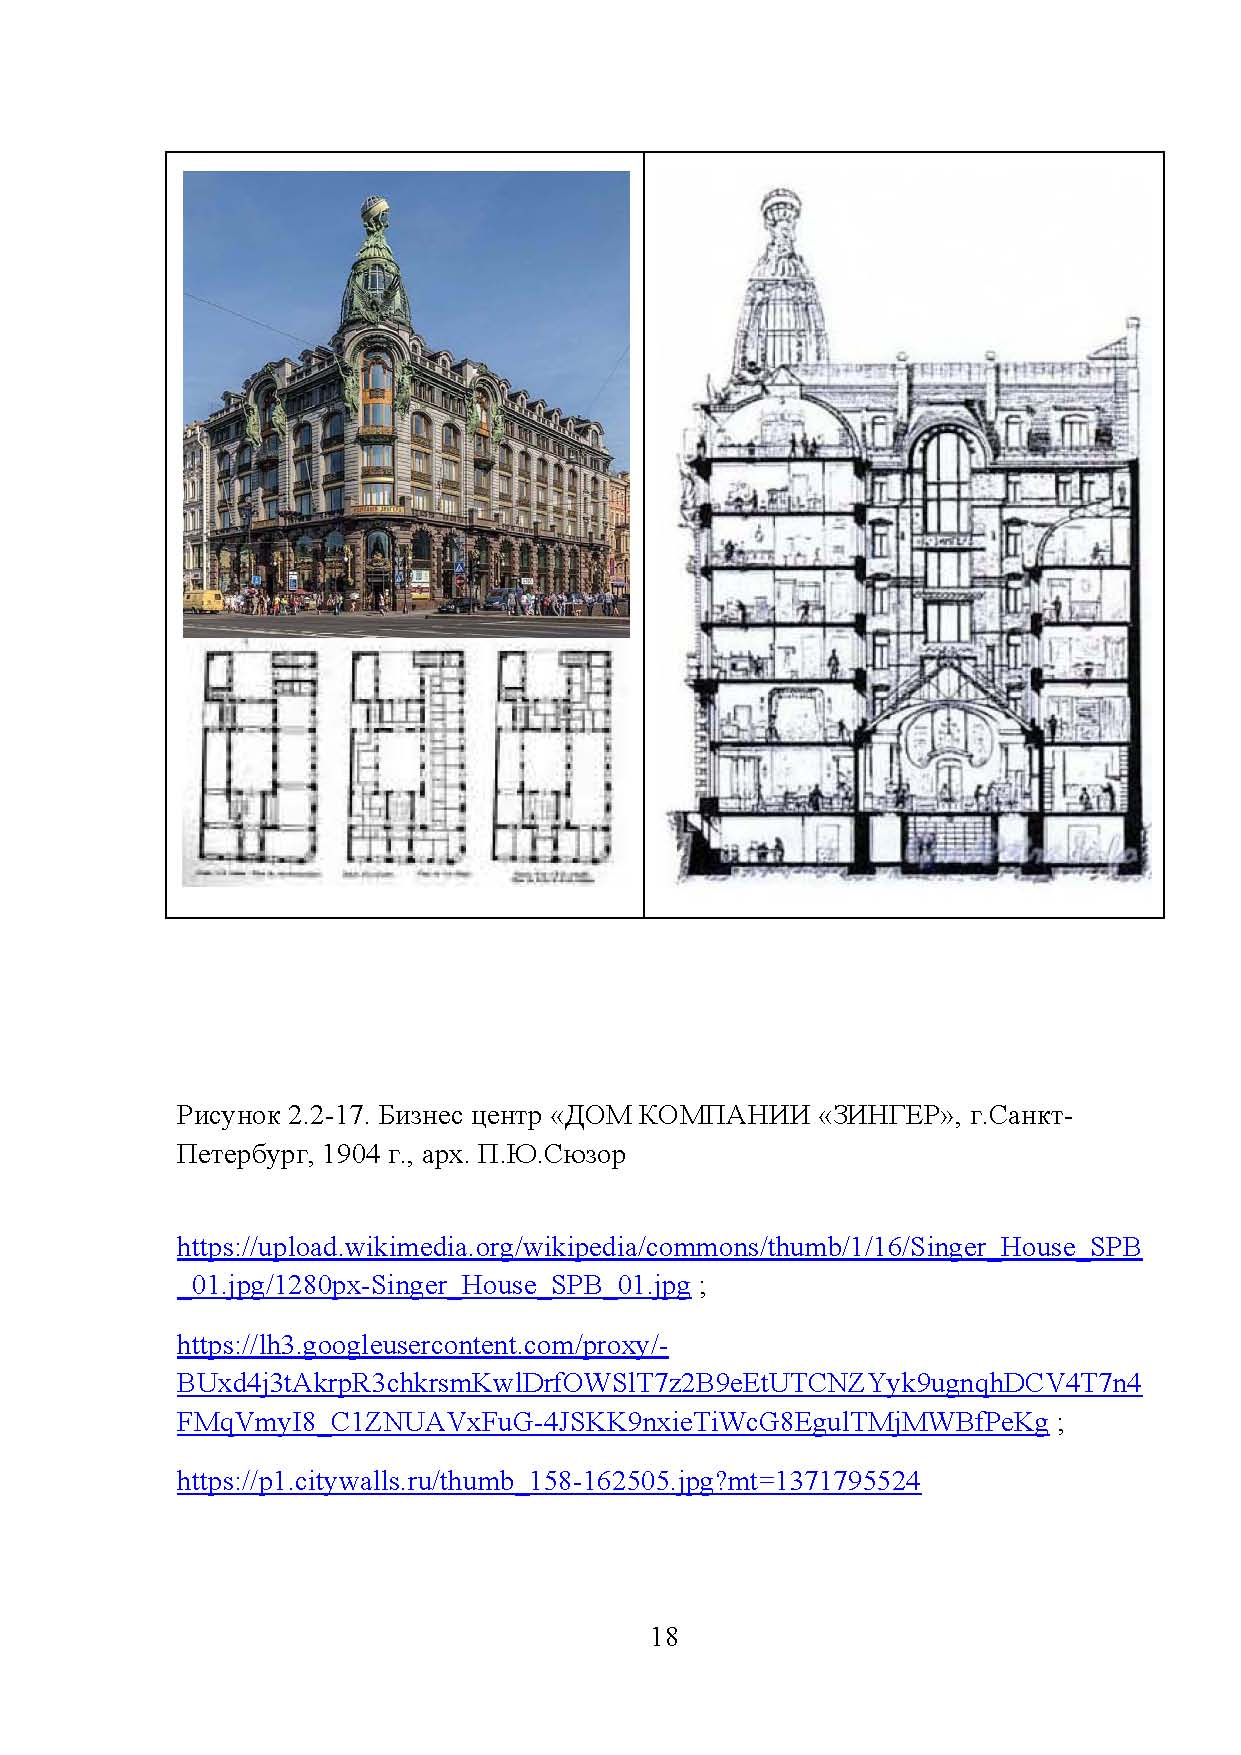 Рисунок 2.2-17. Бизнес центр «ДОМ КОМПАНИИ «ЗИНГЕР», г.Санкт-
Петербург, 1904 г., арх. П.Ю.Сюзор
https://upload.wikimedia.org/wikipedia/commons/thumb/1/16/Singer_House_SPB
_01.jpg/1280px-Singer_House_SPB_01.jpg ;
https://lh3.googleusercontent.com/proxy/-
BUxd4j3tAkrpR3chkrsmKwlDrfOWSlT7z2B9eEtUTCNZYyk9ugnqhDCV4T7n4
FMqVmyI8_C1ZNUAVxFuG-4JSKK9nxieTiWcG8EgulTMjMWBfPeKg ;
https://p1.citywalls.ru/thumb_158-162505.jpg?mt=1371795524
18